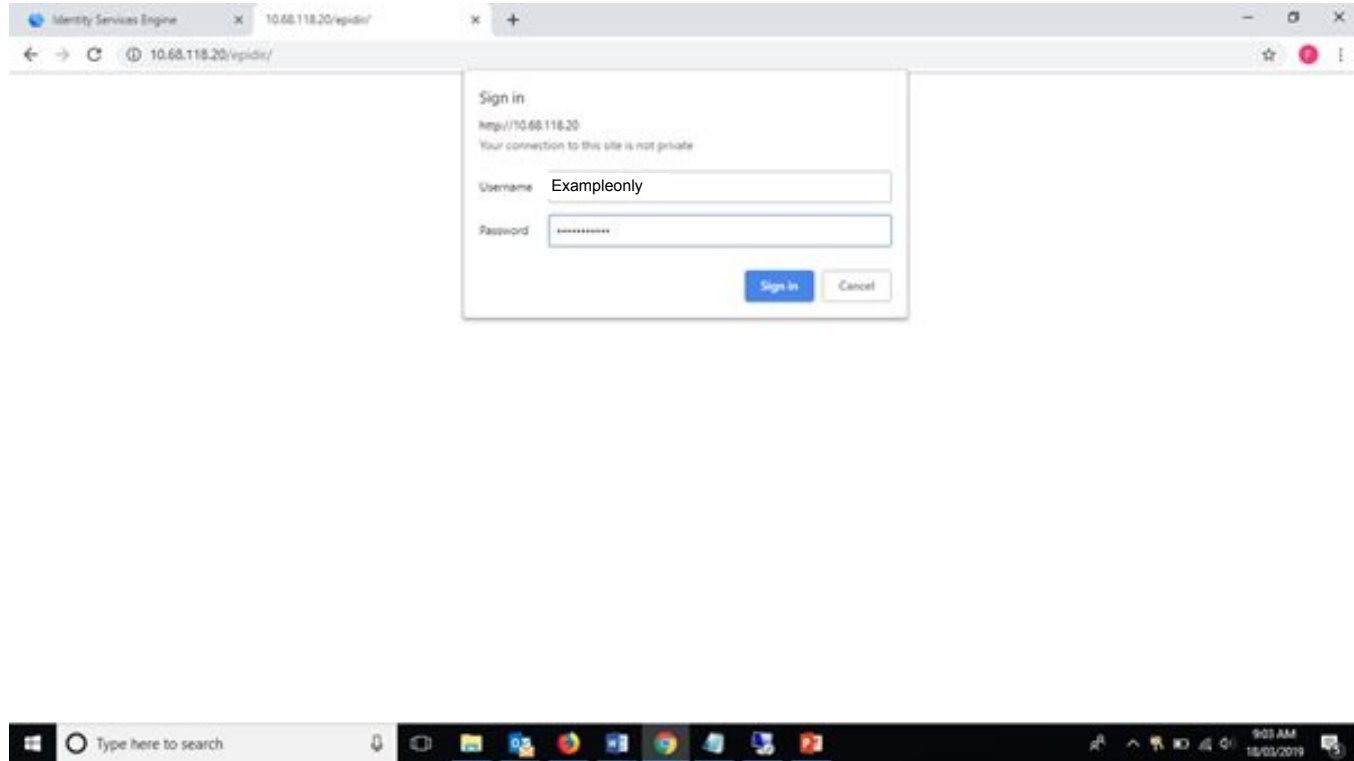 Identity Services Engine
10.68.118.20/epidir/
10.68.118.20/epidir/
Sign in
http://10.68.118.20
Your connection to this site is not private
Username Exampleonly
Password ••••••••••••
Sign in Cancel
Type here to search
9:03 AM
18/03/2019